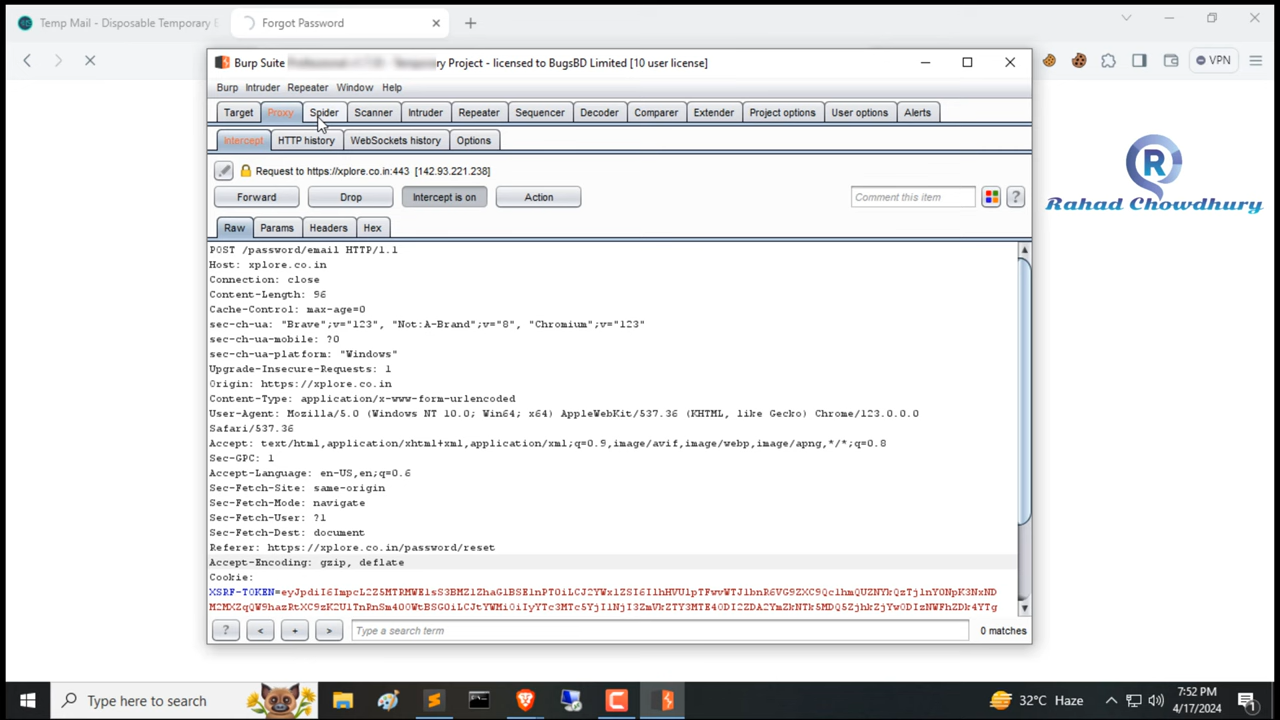 Temp Mail - Disposable Temporary E
Forgot Password
VPN
Burp Suite ry Project - licensed to BugsBD Limited [10 user license]
Burp Intruder Repeater Window Help
Target Proxy Spider Scanner Intruder Repeater Sequencer Decoder Comparer Extender Project options User options Alerts
Intercept HTTP history WebSockets history Options
Request to https://xplore.co.in:443 [142.93.221.238]
Forward Drop Intercept is on Action Comment this item ?
Raw Params Headers Hex
POST /password/email HTTP/1.1
Host: xplore.co.in
Connection: close
Content-Length: 96
Cache-Control: max-age=0
sec-ch-ua: "Brave";v="123", "Not:A-Brand";v="8", "Chromium";v="123"
sec-ch-ua-mobile: ?0
sec-ch-ua-platform: "Windows"
Upgrade-Insecure-Requests: 1
Origin: https://xplore.co.in
Content-Type: application/x-www-form-urlencoded
User-Agent: Mozilla/5.0 (Windows NT 10.0; Win64; x64) AppleWebKit/537.36 (KHTML, like Gecko) Chrome/123.0.0.0
Safari/537.36
Accept: text/html,application/xhtml+xml,application/xml;q=0.9,image/avif,image/webp,image/apng,*/*;q=0.8
Sec-GPC: 1
Accept-Language: en-US,en;q=0.6
Sec-Fetch-Site: same-origin
Sec-Fetch-Mode: navigate
Sec-Fetch-User: ?1
Sec-Fetch-Dest: document
Referer: https://xplore.co.in/password/reset
Accept-Encoding: gzip, deflate
Cookie:
XSRF-TOKEN=
? < + > Type a search term 0 matches
R
Rahad Chowdhury
Type here to search
32°C Haze
7:52 PM
4/17/2024
1